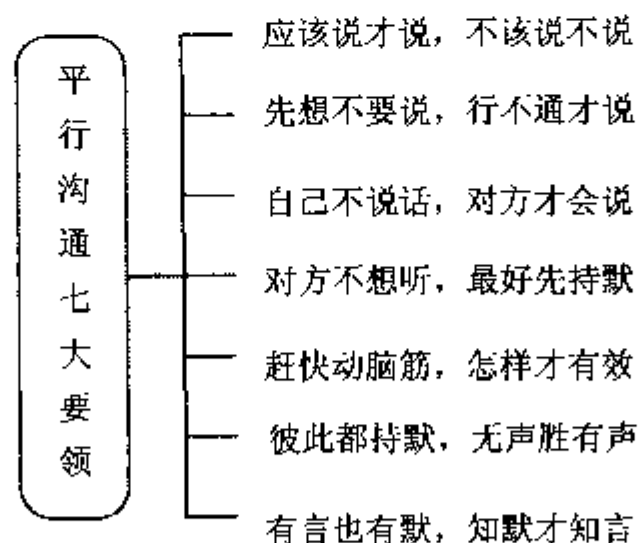 平行沟通七大要领
应该说才说，不该说不说
先想不要说，行不通才说
自己不说话，对方才会说
对方不想听，最好先持默
赶快动脑筋，怎样才有效
彼此都持默，无声胜有声
有言也有默，知默才知言